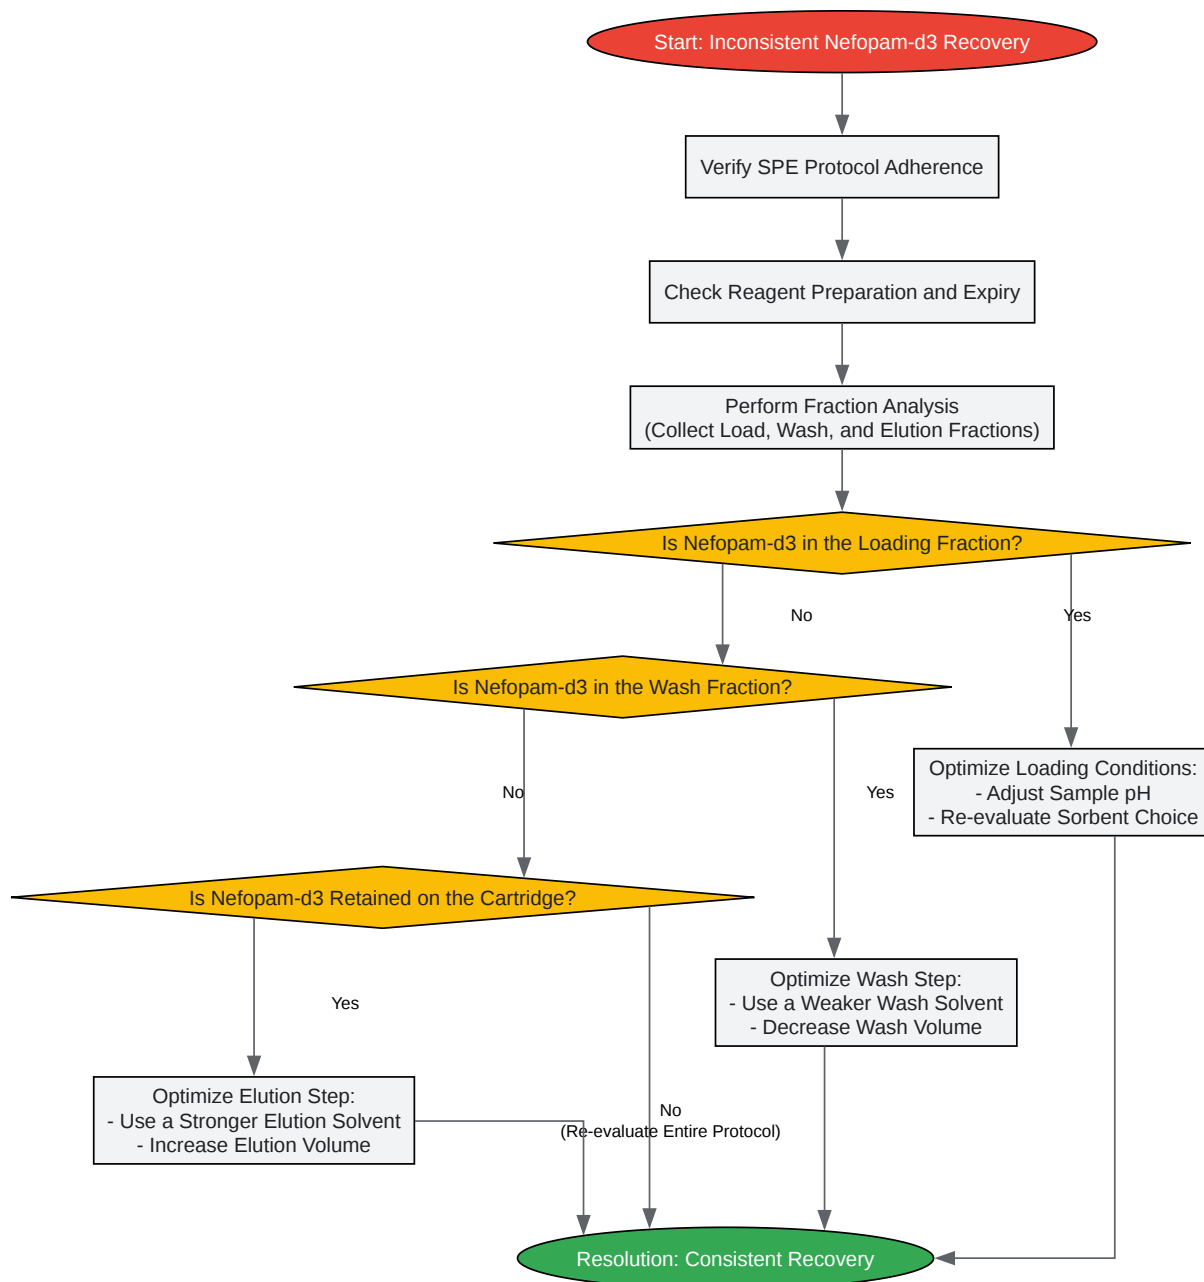 Start: Inconsistent Nefopam-d3 Recovery
Verify SPE Protocol Adherence
Check Reagent Preparation and Expiry
Perform Fraction Analysis
(Collect Load, Wash, and Elution Fractions)
Is Nefopam-d3 in the Loading Fraction?
No
Yes
Is Nefopam-d3 in the Wash Fraction?
Optimize Loading Conditions:
- Adjust Sample pH
- Re-evaluate Sorbent Choice
No
Yes
Is Nefopam-d3 Retained on the Cartridge?
Optimize Wash Step:
- Use a Weaker Wash Solvent
- Decrease Wash Volume
Yes
Optimize Elution Step:
- Use a Stronger Elution Solvent
- Increase Elution Volume
No
(Re-evaluate Entire Protocol)
Resolution: Consistent Recovery